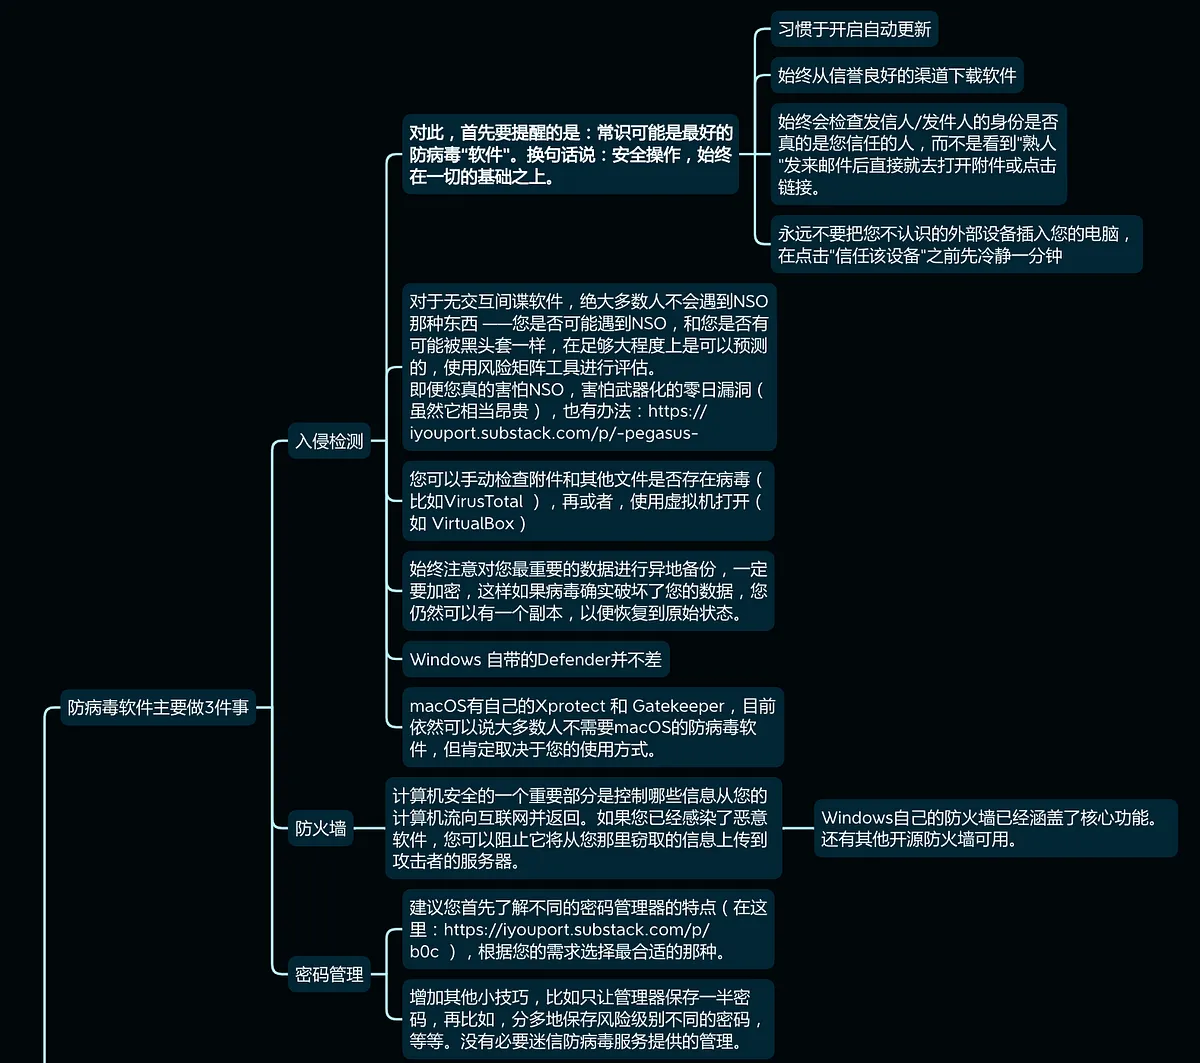 习惯于开启自动更新
始终从信誉良好的渠道下载软件
对此，首先要提醒的是：常识可能是最好的
防病毒"软件"。换句话说：安全操作，始终
在一切的基础之上。
始终会检查发信人/发件人的身份是否
真的是您信任的人，而不是看到"熟人
"发来邮件后直接就去打开附件或点击
链接。
永远不要把您不认识的外部设备插入您的电脑，
在点击"信任该设备"之前先冷静一分钟
对于无交互间谍软件，绝大多数人不会遇到NSO
那种东西 ——您是否可能遇到NSO，和您是否有
可能被黑头套一样，在足够大程度上是可以预测
的，使用风险矩阵工具进行评估。
即便您真的害怕NSO，害怕武器化的零日漏洞（
虽然它相当昂贵），也有办法：https://
iyouport.substack.com/p/-pegasus-
入侵检测
您可以手动检查附件和其他文件是否存在病毒（
比如VirusTotal ），再或者，使用虚拟机打开（
如 VirtualBox）
始终注意对您最重要的数据进行异地备份，一定
要加密，这样如果病毒确实破坏了您的数据，您
仍然可以有一个副本，以便恢复到原始状态。
Windows 自带的Defender并不差
防病毒软件主要做3件事
macOS有自己的Xprotect 和 Gatekeeper，目前
依然可以说大多数人不需要macOS的防病毒软
件，但肯定取决于您的使用方式。
防火墙
计算机安全的一个重要部分是控制哪些信息从您的
计算机流向互联网并返回。如果您已经感染了恶意
软件，您可以阻止它将从您那里窃取的信息上传到
攻击者的服务器。
Windows自己的防火墙已经涵盖了核心功能。
还有其他开源防火墙可用。
建议您首先了解不同的密码管理器的特点（在这
里：https://iyouport.substack.com/p/
b0c ），根据您的需求选择最合适的那种。
密码管理
增加其他小技巧，比如只让管理器保存一半密
码，再比如，分多地保存风险级别不同的密码，
等等。没有必要迷信防病毒服务提供的管理。